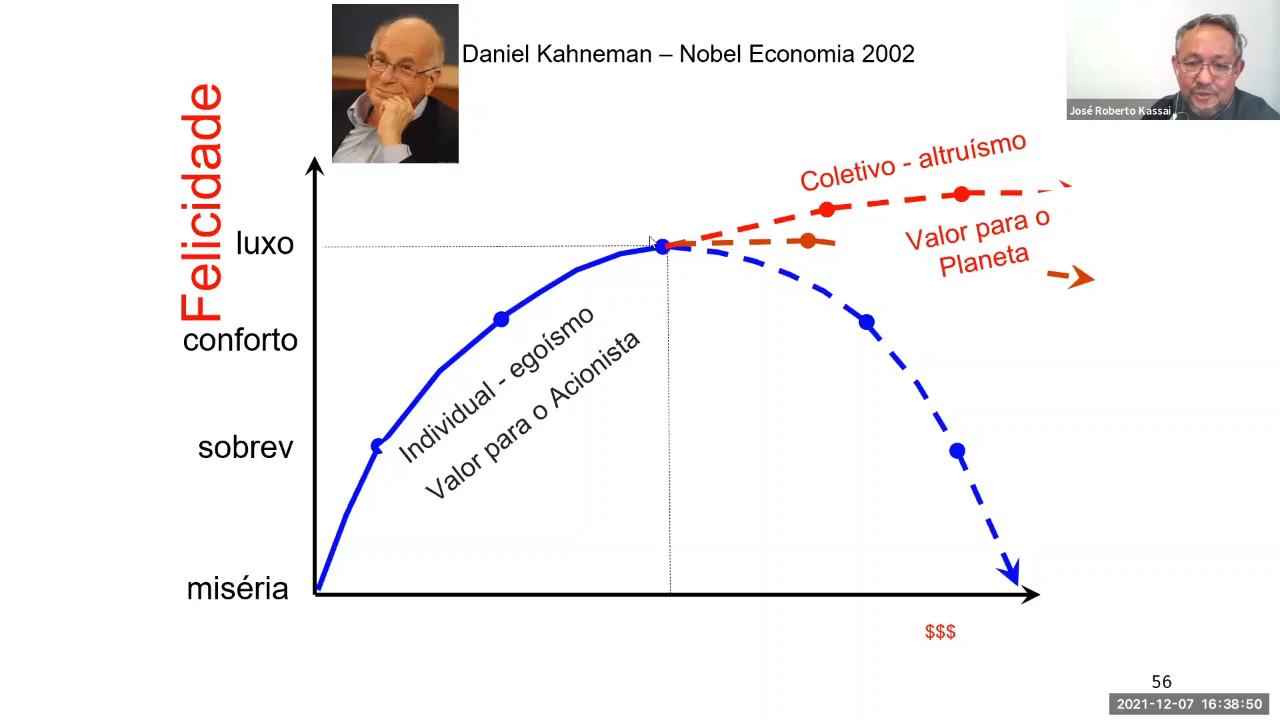 Daniel Kahneman – Nobel Economia 2002
José Roberto Kassai
Felicidade
luxo
conforto
sobrev
miséria
Individual - egoísmo
Valor para o Acionista
Coletivo - altruísmo
Valor para o
Planeta
$$$
56
2021-12-07 16:38:50